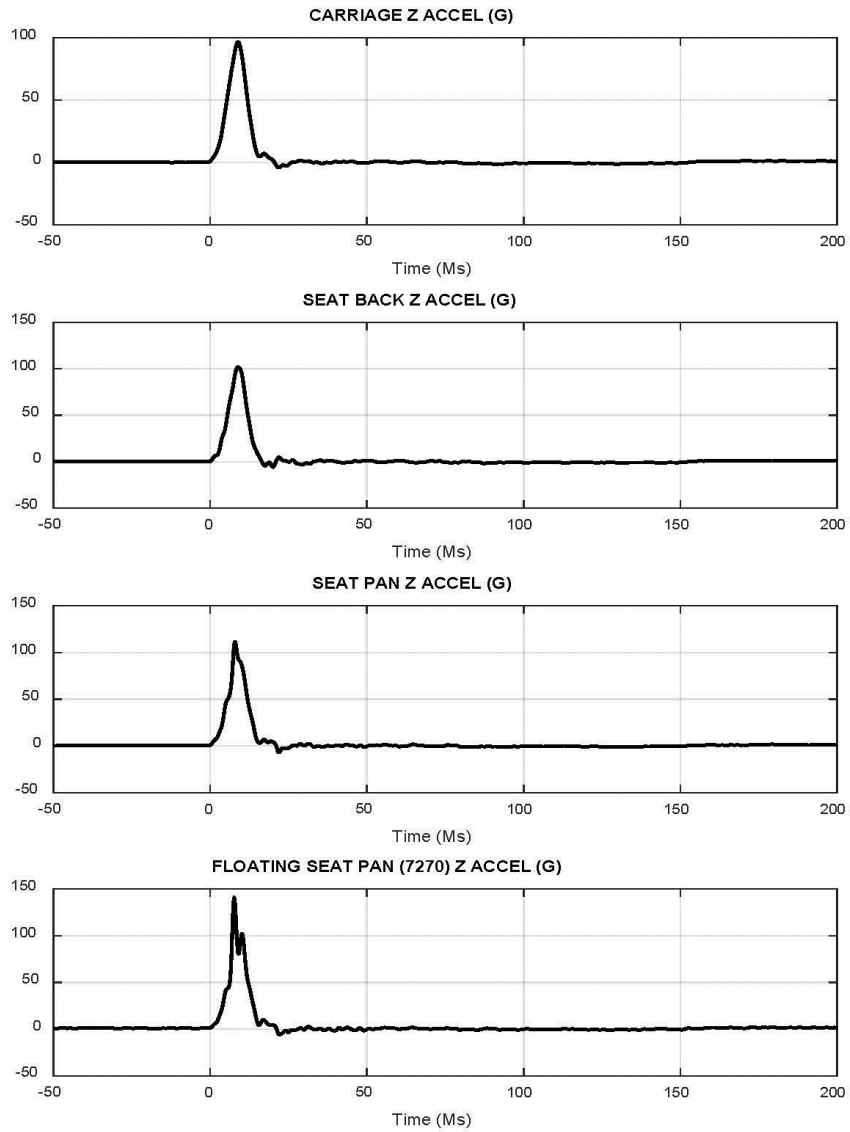 CARRIAGE Z ACCEL (G)
100
50
0
-50
-50 0 50 100 150 200
Time (Ms)
SEAT BACK Z ACCEL (G)
150
100
50
0
-50
-50 0 50 100 150 200
Time (Ms)
SEAT PAN Z ACCEL (G)
150
100
50
0
-50
-50 0 50 100 150 200
Time (Ms)
FLOATING SEAT PAN (7270) Z ACCEL (G)
150
100
50
0
-50
-50 0 50 100 150 200
Time (Ms)